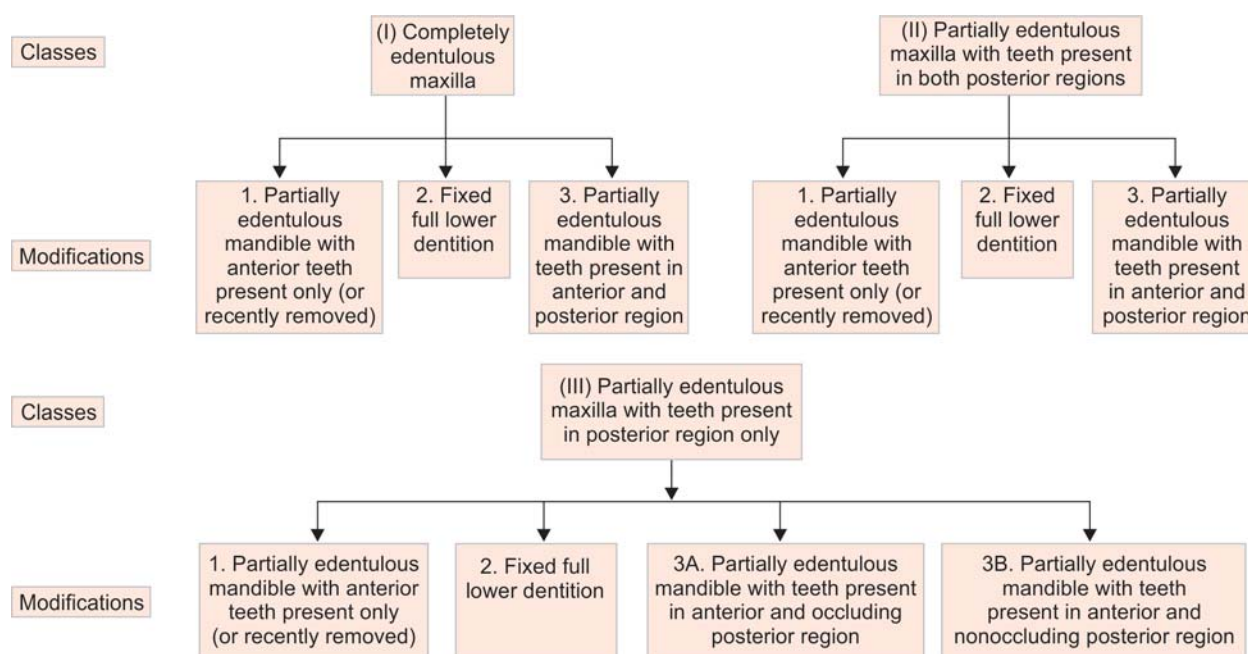 Classes
(I) Completely
edentulous
maxilla
(II) Partially edentulous
maxilla with teeth present
in both posterior regions
Modifications
1. Partially
edentulous
mandible with
anterior teeth
present only (or
recently removed)
2. Fixed
full lower
dentition
3. Partially
edentulous
mandible with
teeth present in
anterior and
posterior region
1. Partially
edentulous
mandible with
anterior teeth
present only (or
recently removed)
2. Fixed
full lower
dentition
3. Partially
edentulous
mandible with
teeth present
in anterior and
posterior region
Classes
(III) Partially edentulous
maxilla with teeth present
in posterior region only
Modifications
1. Partially edentulous
mandible with anterior
teeth present only
(or recently removed)
2. Fixed full
lower dentition
3A. Partially edentulous
mandible with teeth present
in anterior and occluding
posterior region
3B. Partially edentulous
mandible with teeth
present in anterior and
nonoccluding posterior region